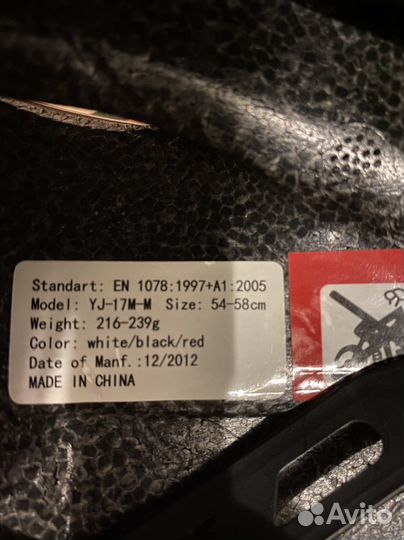 Standart: EN 1078:1997+A1:2005
Model: YJ-17M-M Size: 54-58cm
Weight: 216-239g
Color: white/black/red
Date of Manf.:12/2012
MADE IN CHINA
Avito